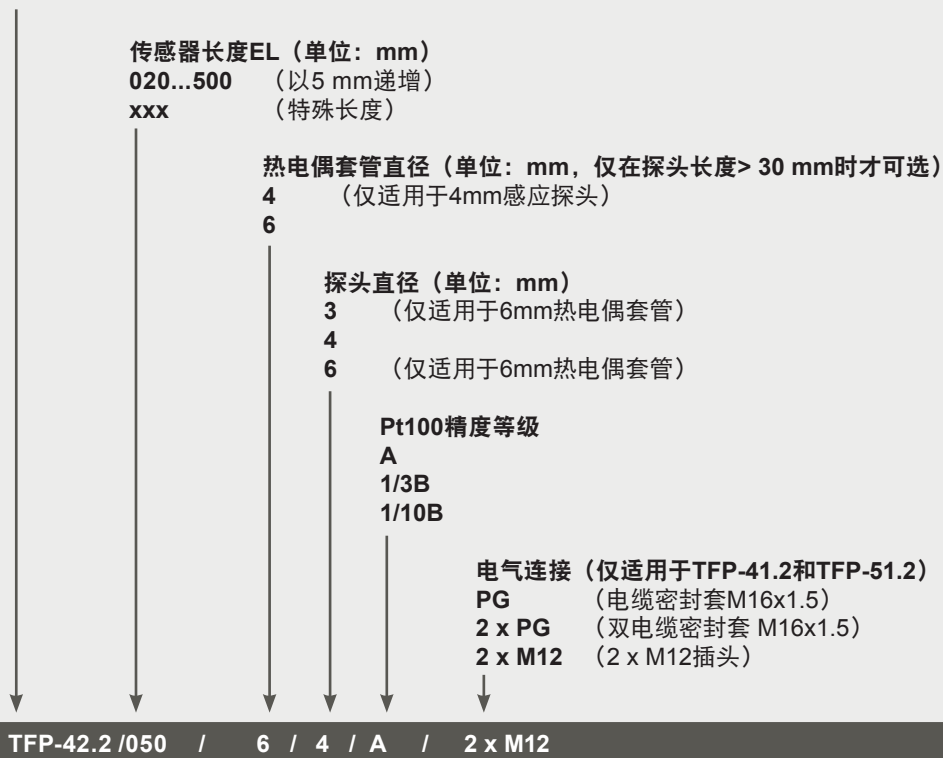 传感器长度EL（单位：mm）
020...500 （以5 mm递增）
xxx （特殊长度）
热电偶套管直径（单位：mm，仅在探头长度> 30 mm时才可选）
4 （仅适用于4mm感应探头）
6
探头直径（单位：mm）
3 （仅适用于6mm热电偶套管）
4
6 （仅适用于6mm热电偶套管）
Pt100精度等级
A
1/3B
1/10B
电气连接（仅适用于TFP-41.2和TFP-51.2）
PG （电缆密封套M16x1.5）
2 x PG （双电缆密封套 M16x1.5）
2 x M12 （2 x M12插头）
TFP-42.2 /050 / 6 / 4 / A / 2 x M12